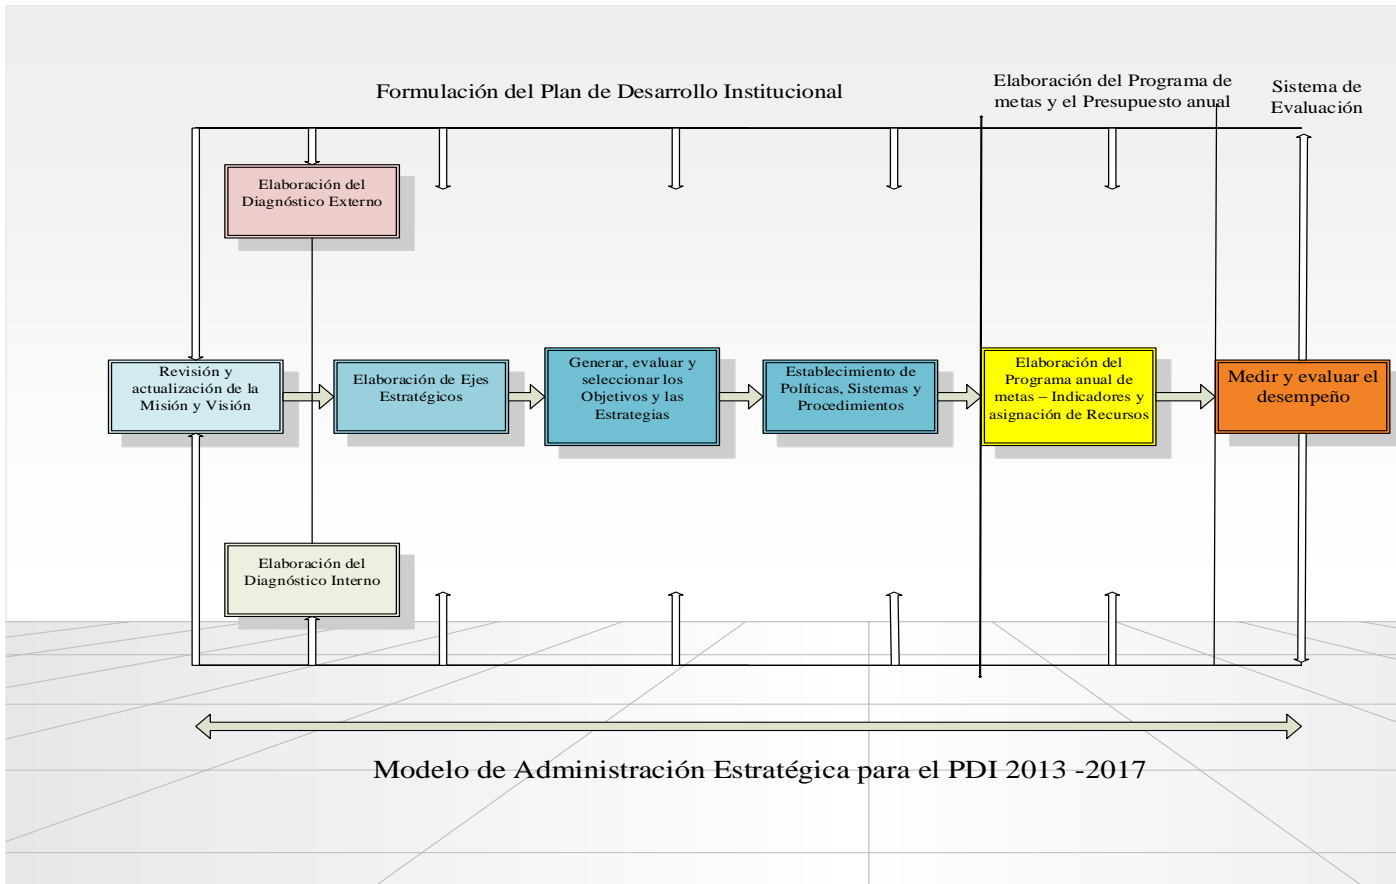 Formulación del Plan de Desarrollo Institucional
Elaboración del Programa de
metas y el Presupuesto anual
Sistema de
Evaluación
Elaboración del
Diagnóstico Externo
Revisión y
actualización de la
Misión y Visión
Elaboración de Ejes
Estratégicos
Generar, evaluar y
seleccionar los
Objetivos y las
Estrategias
Establecimiento de
Políticas, Sistemas y
Procedimientos
Elaboración del
Programa anual de
metas – Indicadores y
asignación de Recursos
Medir y evaluar el
desempeño
Elaboración del
Diagnóstico Interno
Modelo de Administración Estratégica para el PDI 2013 -2017